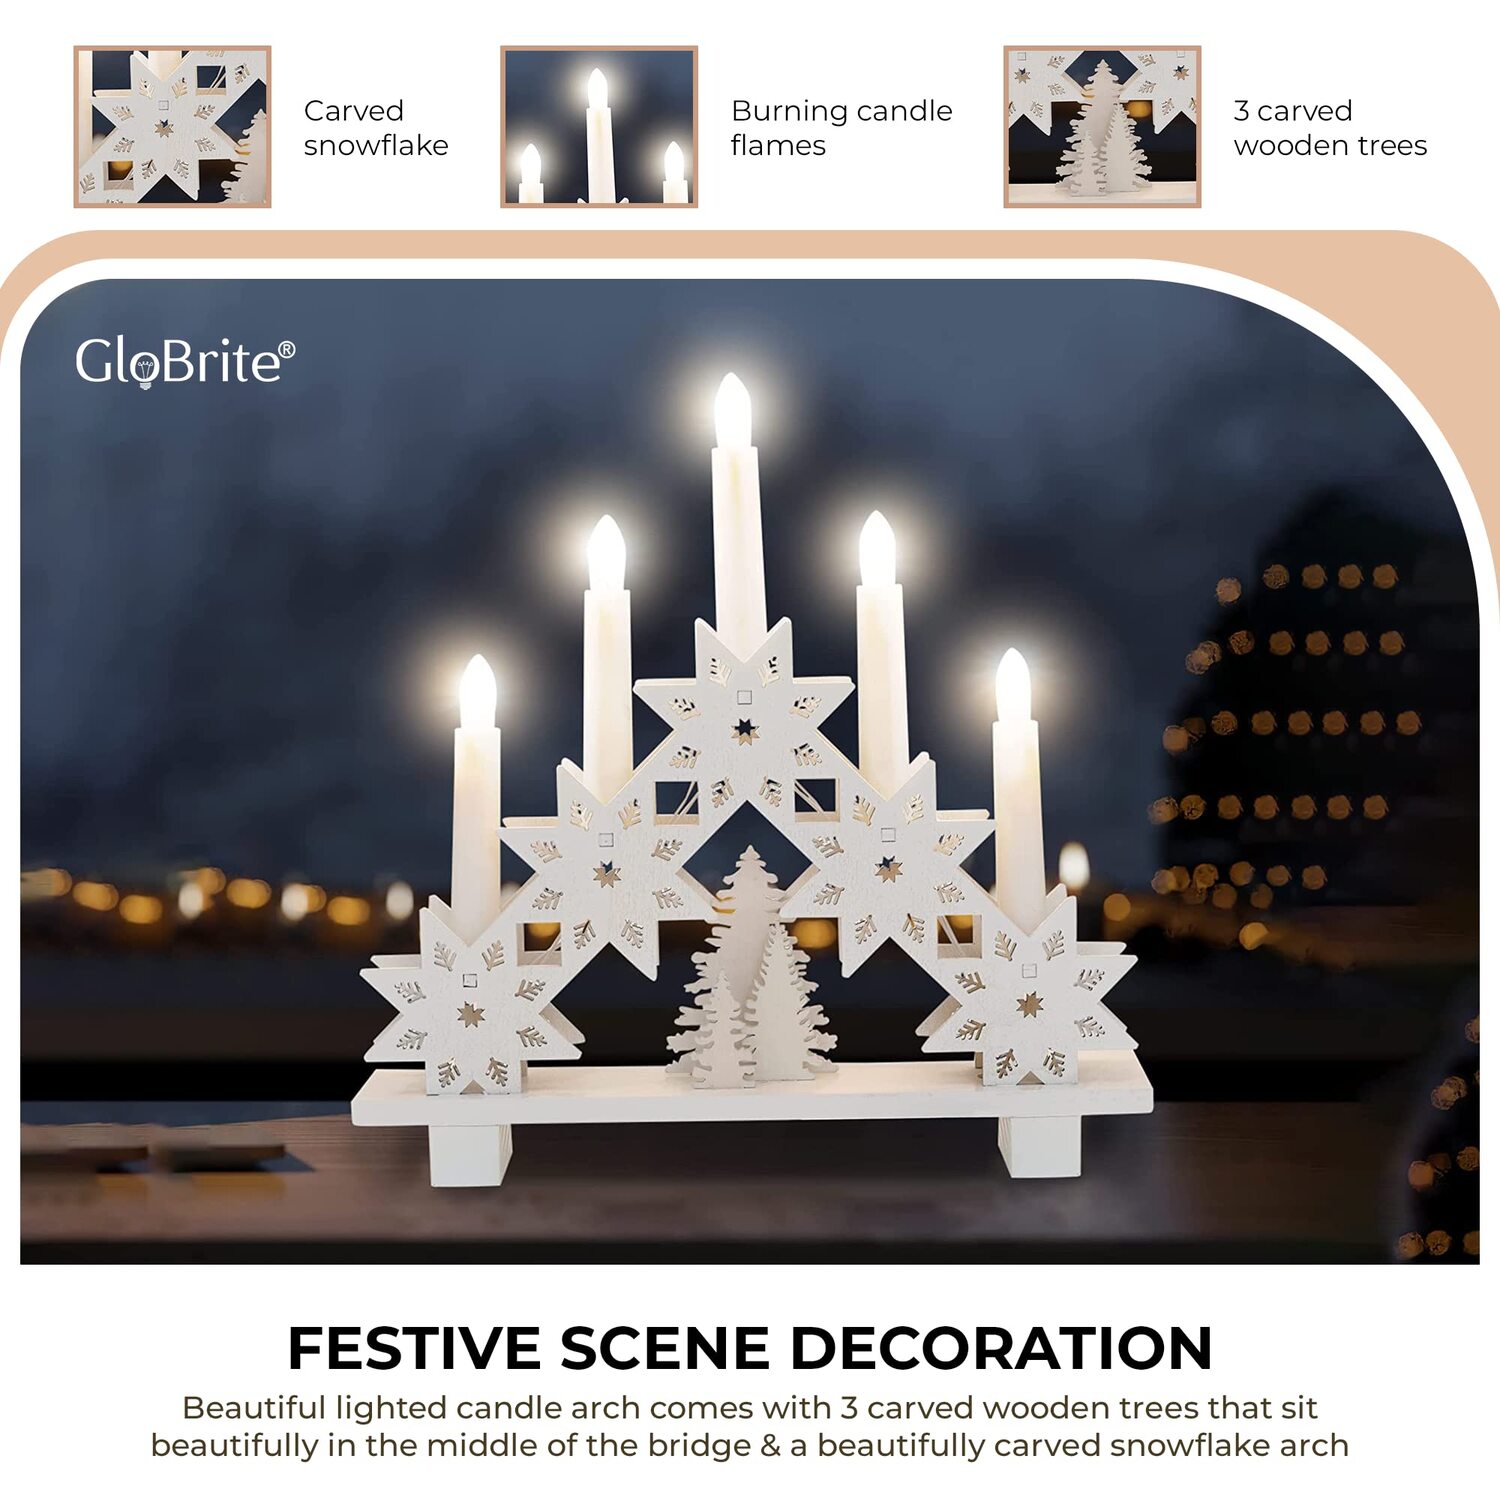 Carved
snowflake
Burning candle
flames
3 carved
wooden trees
GloBrite®
FESTIVE SCENE DECORATION
Beautiful lighted candle arch comes with 3 carved wooden trees that sit
beautifully in the middle of the bridge & a beautifully carved snowflake arch